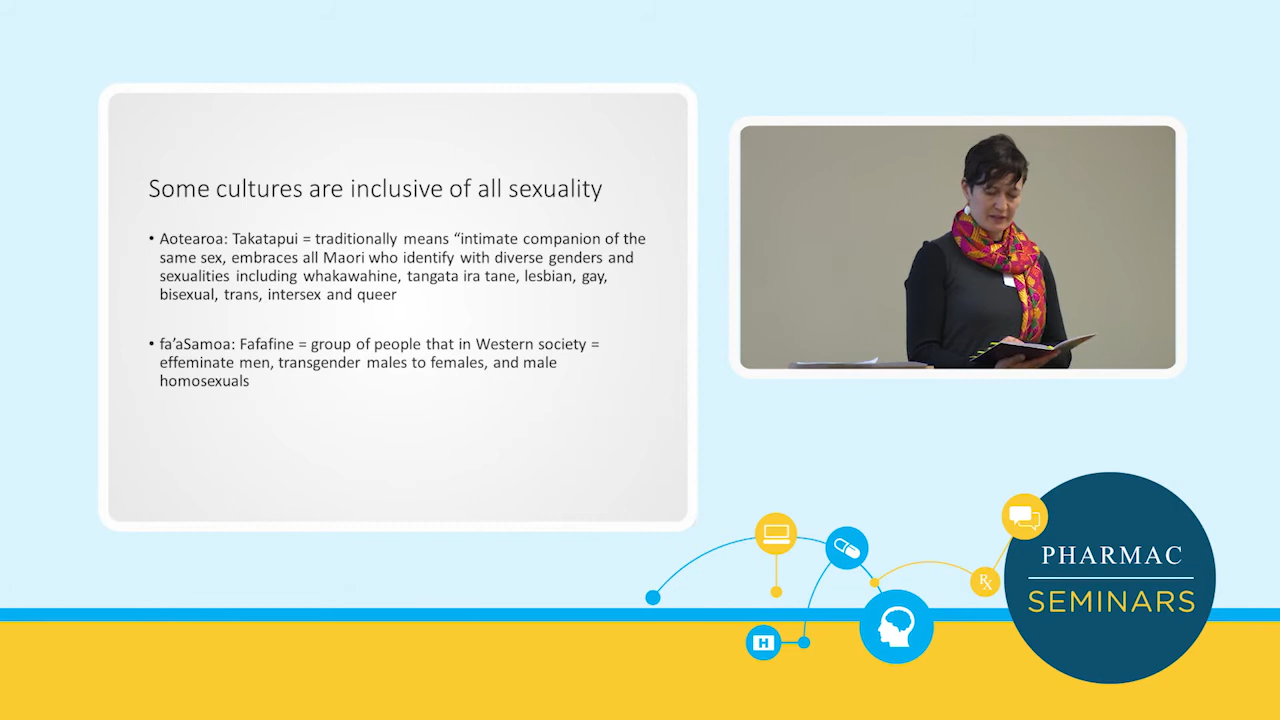 Some cultures are inclusive of all sexuality
• Aotearoa: Takatapui = traditionally means “intimate companion of the
same sex, embraces all Maori who identify with diverse genders and
sexualities including whakawahine, tangata ira tane, lesbian, gay,
bisexual, trans, intersex and queer
• fa’aSamoa: Fafafine = group of people that in Western society =
effeminate men, transgender males to females, and male
homosexuals
Rx
H
PHARMAC
SEMINARS